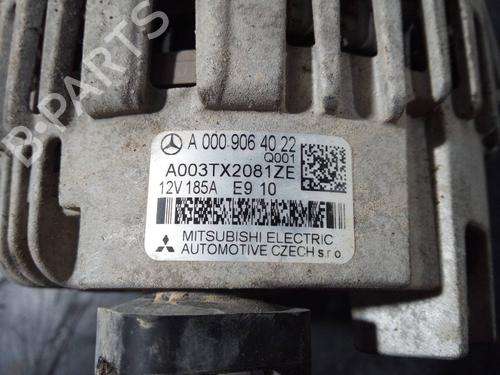 B-PARTS
A 000 906 40 22
Q001
A003TX2081ZE
12V 185A E9 10
MITSUBISHI ELECTRIC
AUTOMOTIVE CZECH s.r.o